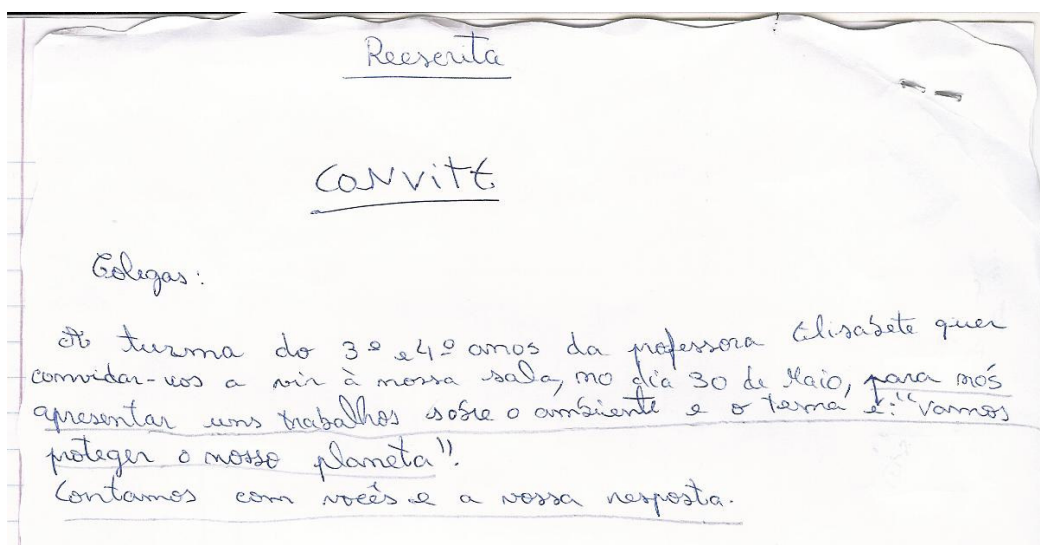 Reescrita
CONVITE
Colegas:
A turma do 3º e 4º anos da professora Elisabete quer
convidar-vos a vir à nossa sala, no dia 30 de Maio, para nós
apresentar uns trabalhos sobre o ambiente e o tema é: "Vamos
proteger o nosso planeta".
Contamos com vocês e a vossa resposta.